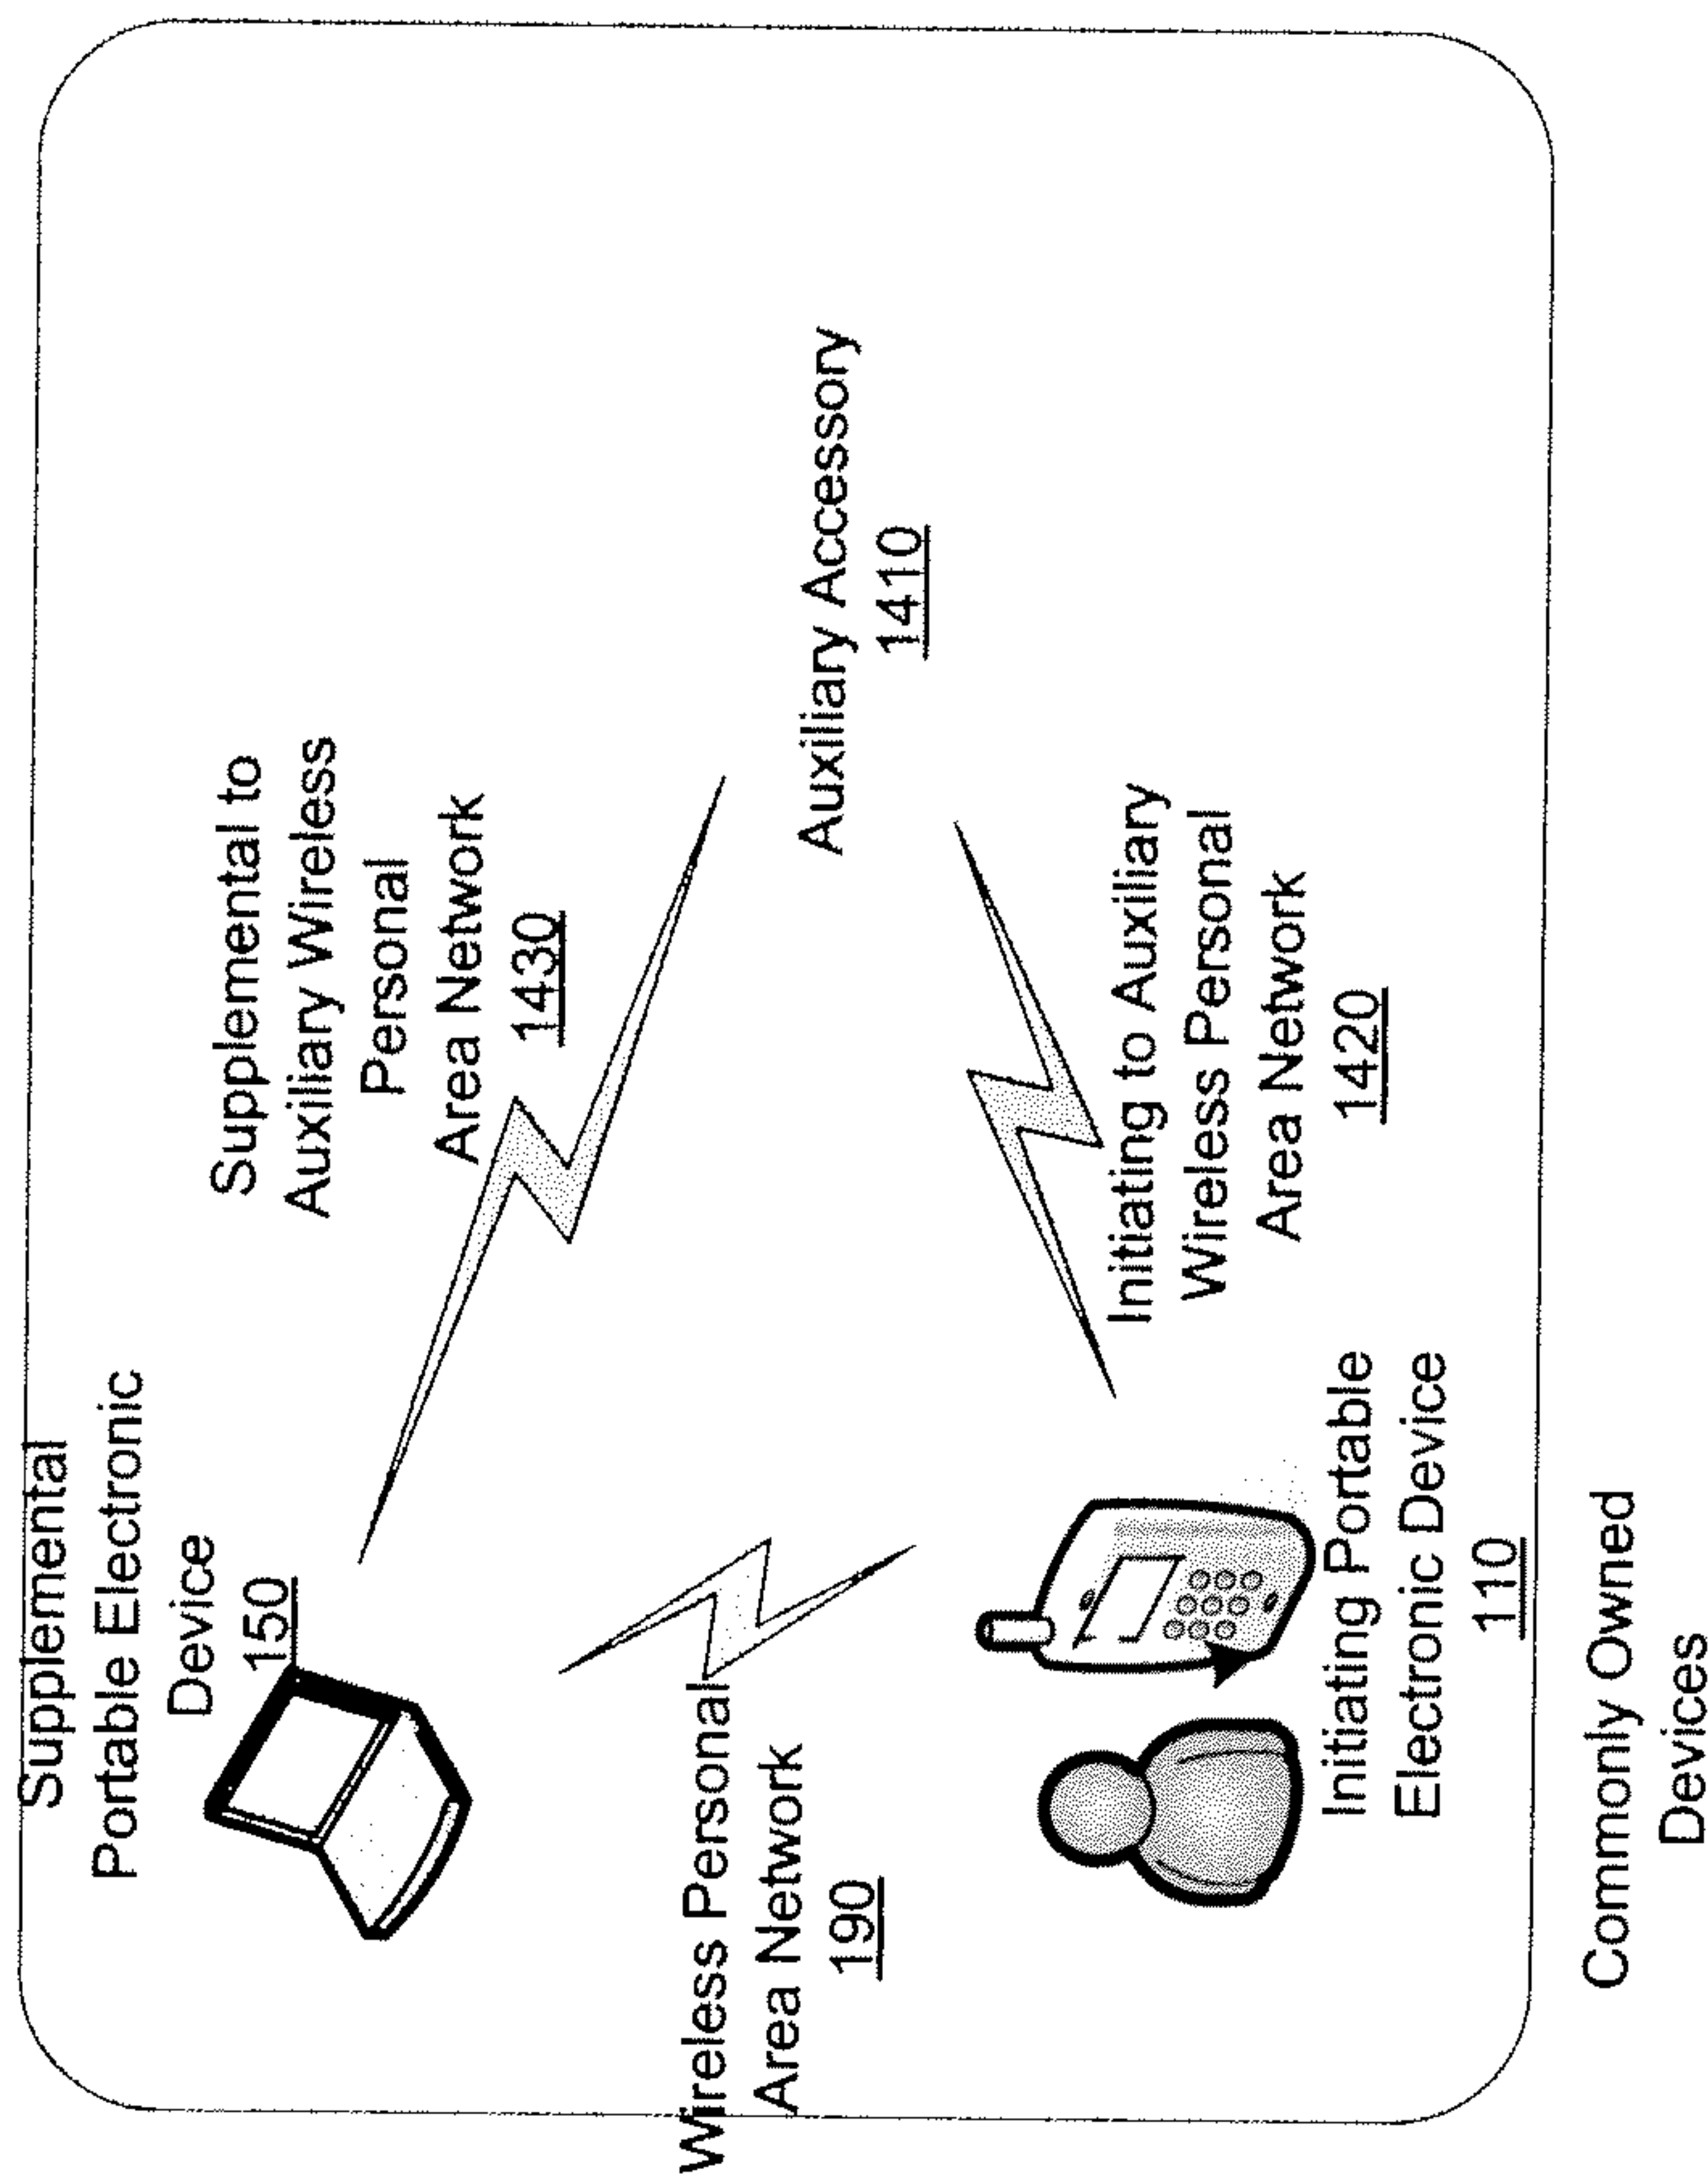 Supplemental
Portable Electronic
Device
150
Supplemental to
Auxiliary Wireless
Personal
Area Network
1430
Wireless Personal
Area Network
190
Auxiliary Accessory
1410
Initiating to Auxiliary
Wireless Personal
Area Network
1420
Initiating Portable
Electronic Device
110
Commonly Owned
Devices